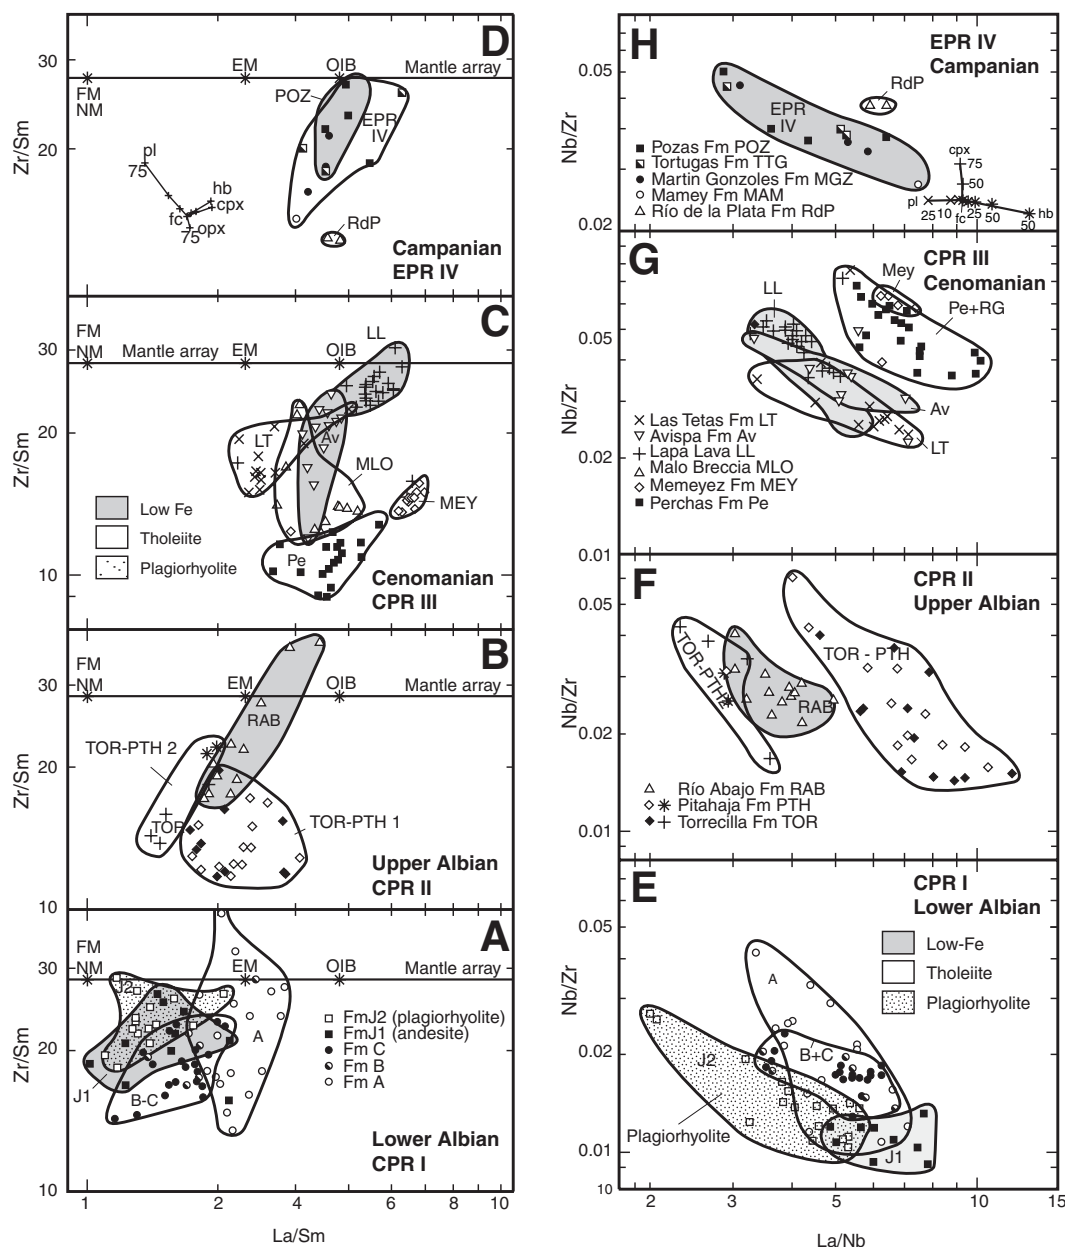 D
30
EM
OIB
Mantle array
FM
NM
POZ
EPR
IV
Zr/Sm
20
pl
75
hb
cpx
fc
opx
75
RdP
Campanian
EPR IV
C
FM
NM
30
Mantle array
EM
OIB
LL
20
LT
Av
MLO
MEY
Zr/Sm
Low Fe
Tholeiite
Plagiorhyolite
10
Pe
Cenomanian
CPR III
B
FM
NM
30
EM
OIB
Mantle array
RAB
TOR-PTH 2
20
Zr/Sm
TOR
TOR-PTH 1
Upper Albian
CPR II
10
A
FM
NM
30
EM
OIB
Mantle array
J2
A
FmJ2 (plagiorhyolite)
FmJ1 (andesite)
Fm C
Fm B
Fm A
20
Zr/Sm
J1
B-C
Lower Albian
CPR I
10
1 2 4 6 8 10
La/Sm
H
EPR IV
Campanian
0.05
RdP
EPR
IV
Nb/Zr
Pozas Fm POZ
Tortugas Fm TTG
Martin Gonzoles Fm MGZ
Mamey Fm MAM
Río de la Plata Fm RdP
cpx
75
50
pl
25 10 fc 25 50
hb
50
0.02
G
CPR III
Cenomanian
Mey
LL
Pe+RG
0.05
Nb/Zr
Av
LT
Las Tetas Fm LT
Avispa Fm Av
Lapa Lava LL
Malo Breccia MLO
Memeyez Fm MEY
Perchas Fm Pe
0.02
0.01
F
CPR II
Upper Albian
0.05
TOR-PTH
2
TOR - PTH
RAB
Nb/Zr
0.02
Río Abajo Fm RAB
Pitahaja Fm PTH
Torrecilla Fm TOR
0.01
E
CPR I
Lower Albian
0.05
Low-Fe
Tholeiite
Plagiorhyolite
A
Nb/Zr
0.02
J2
B+C
Plagiorhyolite
J1
0.01
10
2 3 5 10 15
La/Nb